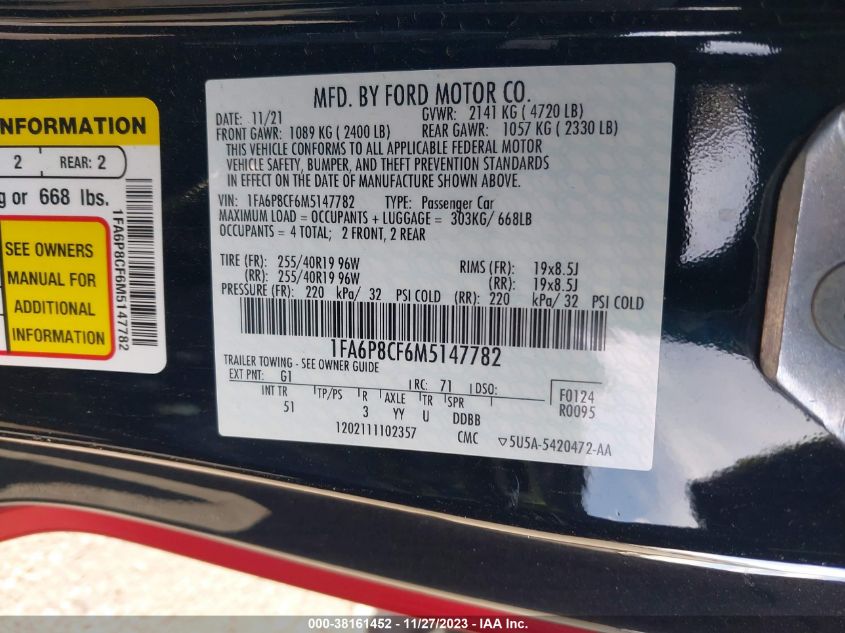 INFORMATION
2 REAR: 2
g or 668 lbs.
SEE OWNERS
MANUAL FOR
ADDITIONAL
INFORMATION
1FA6P8CF6M5147782
MFD. BY FORD MOTOR CO.
DATE: 11/21 GVWR: 2141 KG ( 4720 LB)
FRONT GAWR: 1089 KG ( 2400 LB) REAR GAWR: 1057 KG ( 2330 LB)
THIS VEHICLE CONFORMS TO ALL APPLICABLE FEDERAL MOTOR
VEHICLE SAFETY, BUMPER, AND THEFT PREVENTION STANDARDS
IN EFFECT ON THE DATE OF MANUFACTURE SHOWN ABOVE.
VIN: 1FA6P8CF6M5147782 TYPE: Passenger Car
MAXIMUM LOAD = OCCUPANTS + LUGGAGE = 303KG/ 668LB
OCCUPANTS = 4 TOTAL; 2 FRONT, 2 REAR
TIRE (FR): 255/40R19 96W RIMS (FR): 19x8.5J
(RR): 255/40R19 96W (RR): 19x8.5J
PRESSURE (FR): 220 kPa/ 32 PSI COLD (RR): 220 kPa/ 32 PSI COLD
1FA6P8CF6M5147782
TRAILER TOWING - SEE OWNER GUIDE
EXT PNT: G1 RC: 71 DSO: F0124
INT TR TP/PS R AXLE TR SPR R0095
51 3 YY U DDBB
1202111102357 CMC ▽5U5A-5420472-AA
000-38161452 - 11/27/2023 - IAA Inc.